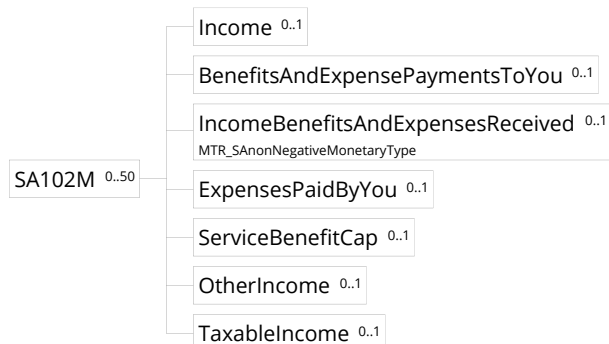 Income 0..1
BenefitsAndExpensePaymentsToYou 0..1
IncomeBenefitsAndExpensesReceived 0..1
MTR_SAnonNegativeMonetaryType
SA102M 0..50
ExpensesPaidByYou 0..1
ServiceBenefitCap 0..1
OtherIncome 0..1
TaxableIncome 0..1